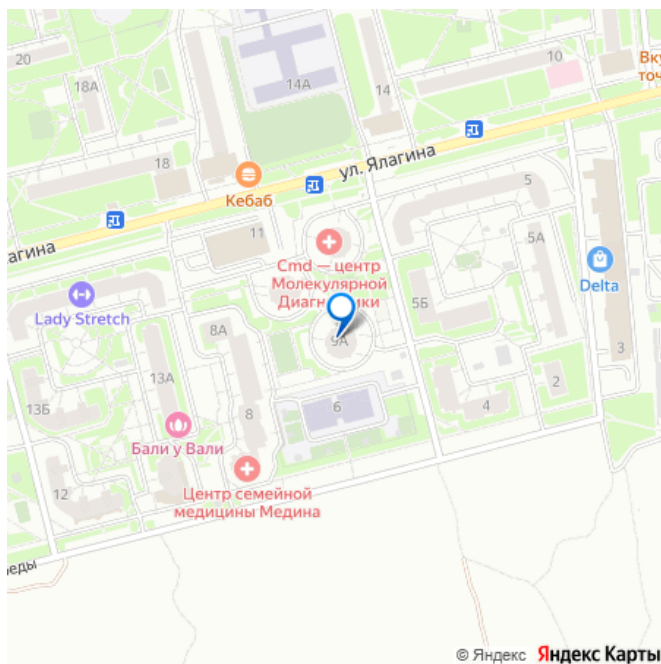 20
18А
14А
14
10
Вку
точ
18
Кебаб
ул. Ялагина
11
5
5А
агина
Cmd — центр
Молекулярной
Диагностики
Delta
Lady Stretch
8А
5Б
9А
3
13А
13Б
2
8
6
4
Бали у Вали
12
Центр семейной
медицины Медина
еды
© Яндекс Яндекс Карты